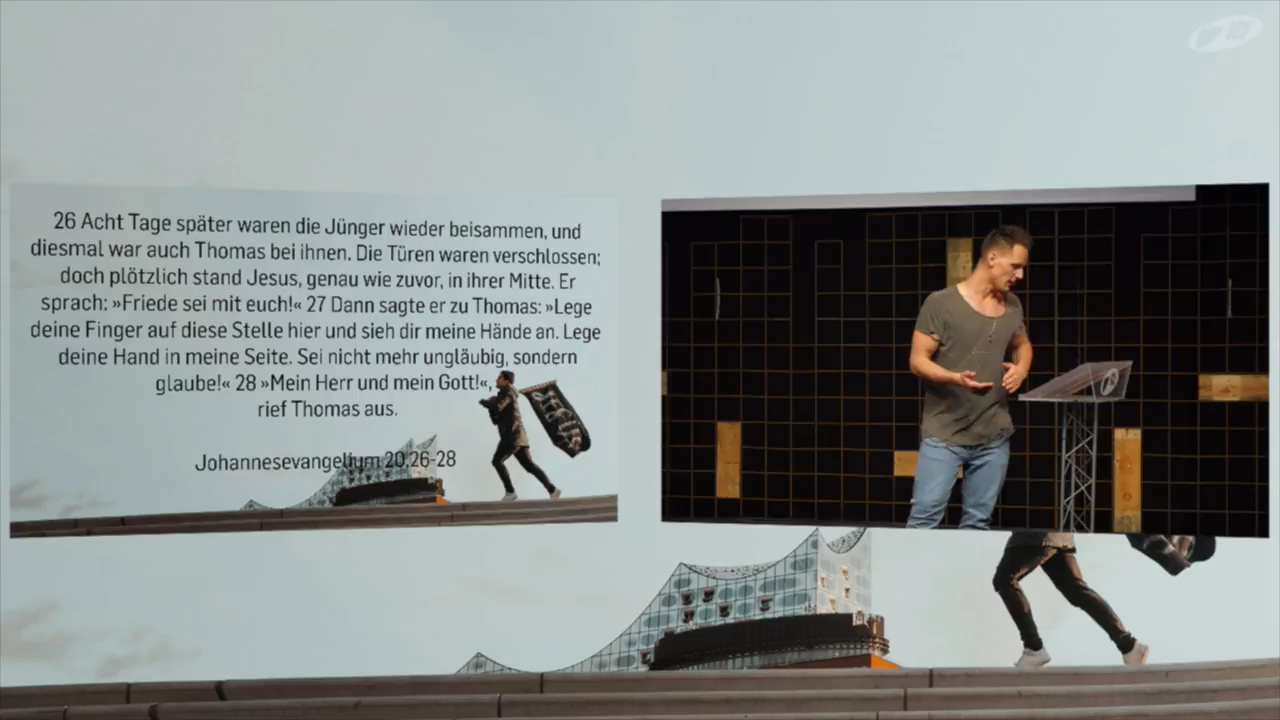 26 Acht Tage später waren die Jünger wieder beisammen, und
diesmal war auch Thomas bei ihnen. Die Türen waren verschlossen;
doch plötzlich stand Jesus, genau wie zuvor, in ihrer Mitte. Er
sprach: »Friede sei mit euch!« 27 Dann sagte er zu Thomas: »Lege
deine Finger auf diese Stelle hier und sieh dir meine Hände an. Lege
deine Hand in meine Seite. Sei nicht mehr ungläubig, sondern
glaube!« 28 »Mein Herr und mein Gott!«,
rief Thomas aus.
Johannesevangelium 20,26-28